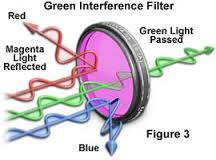 Green Interference Filter
Red
Green Light
Passed
Magenta
Light
Reflected
Blue
Figure 3